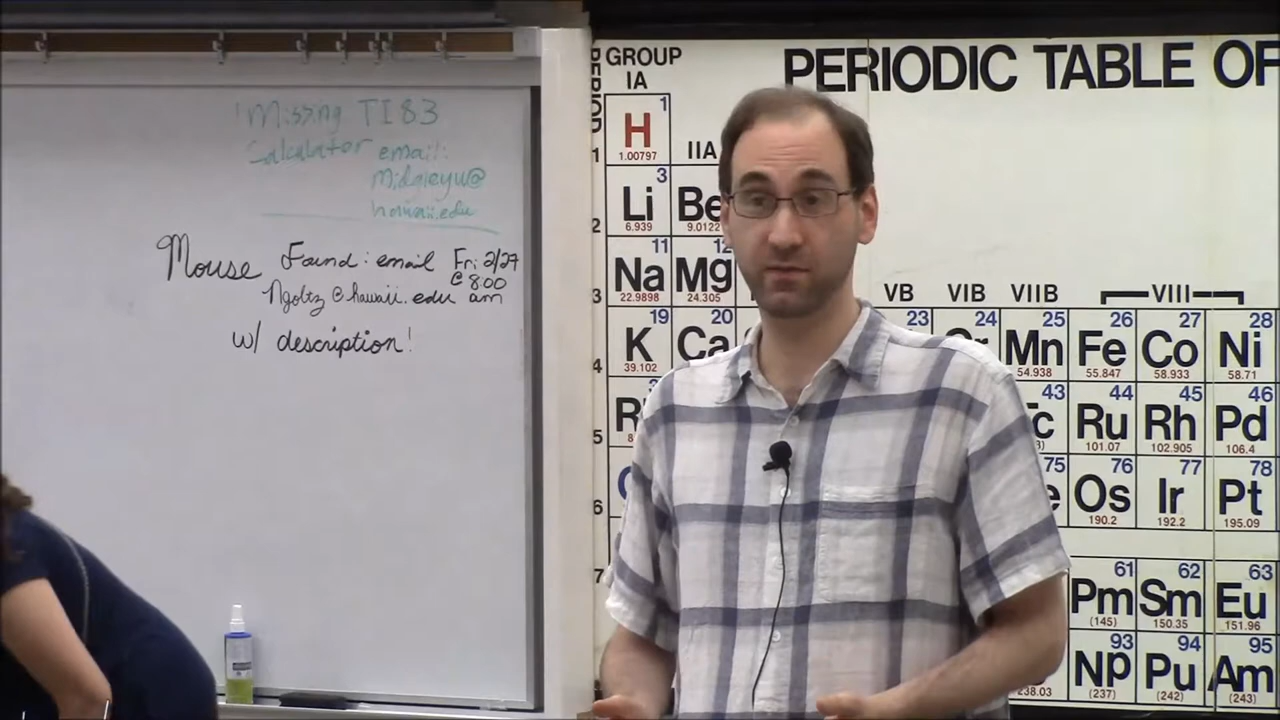 Missing TI83
Calculator email:
@
hawaii.edu
Mouse Found: email Fri 2/27
@ 800
Ngoltz@hawaii.edu am
w/ description!
PERIOD
GROUP
IA
PERIODIC TABLE OF
1
H
1.00797
IIA
1
3
Li
6.939
Be
9.0122
2
11
Na
22.9898
12
Mg
24.305
3
VB VIB VIIB VIII
19
K
39.102
20
Ca
23
24
25
Mn
54.938
26
Fe
55.847
27
Co
58.933
28
Ni
58.71
4
43
44
Ru
101.07
45
Rh
102.905
46
Pd
106.4
5
75
76
Os
190.2
77
Ir
192.2
78
Pt
195.09
6
7
61
Pm
(145)
62
Sm
150.35
63
Eu
151.96
238.03
93
Np
(237)
94
Pu
(242)
95
Am
(243)